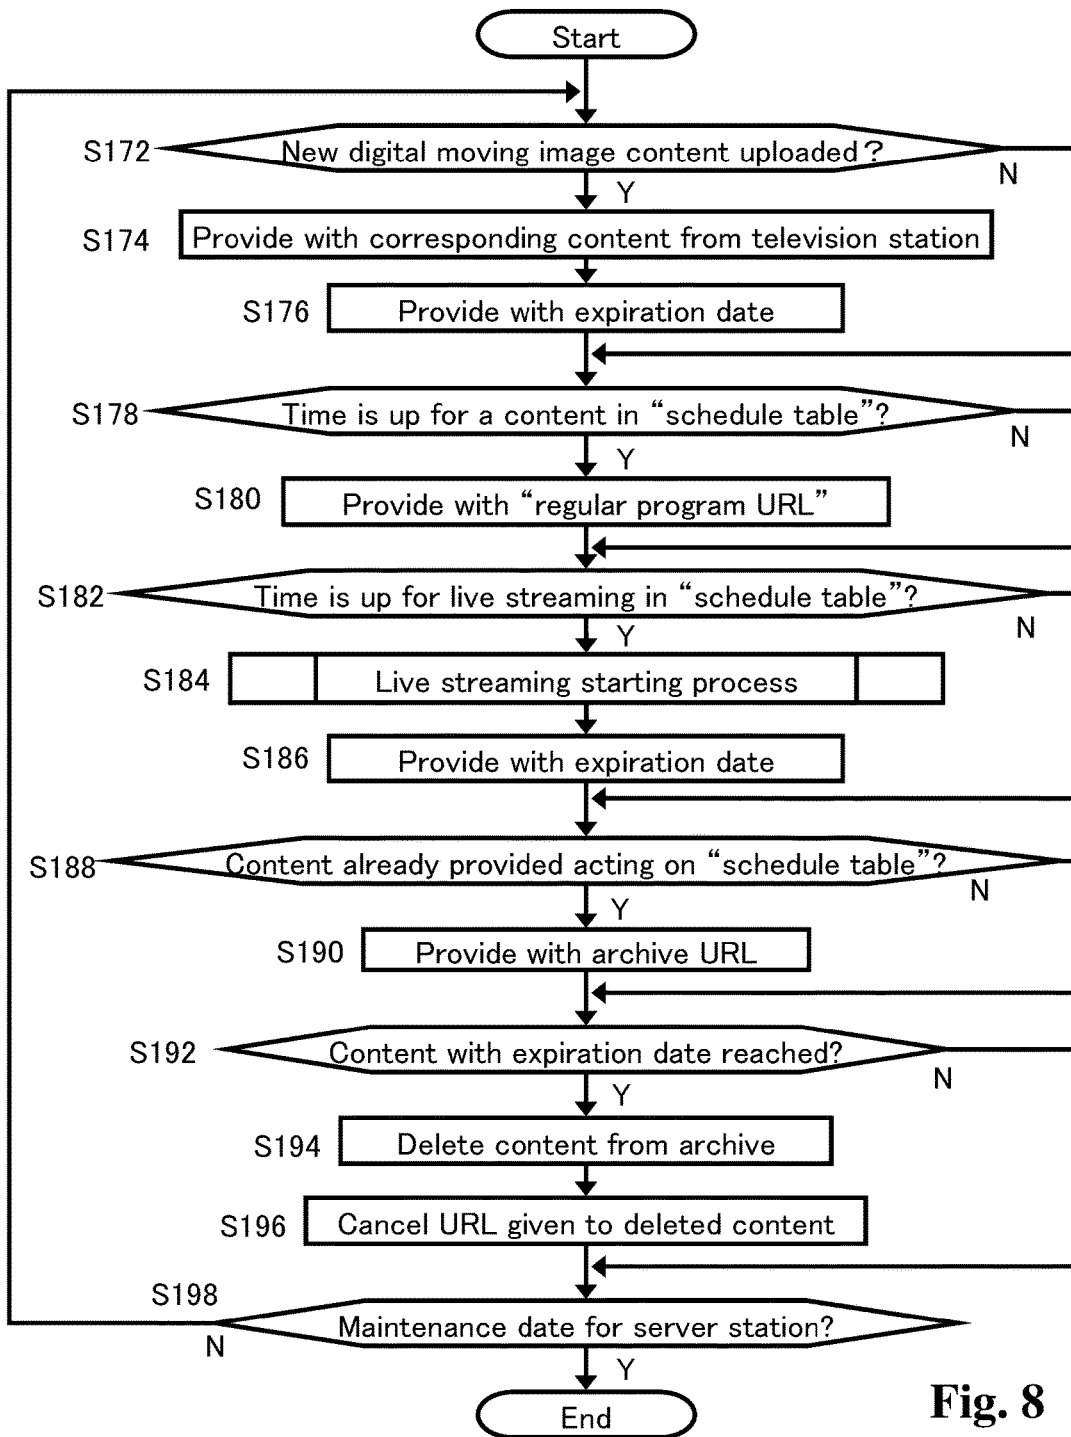 Start
S172 New digital moving image content uploaded?
N
Y
S174 Provide with corresponding content from television station
S176 Provide with expiration date
S178 Time is up for a content in “schedule table”?
N
Y
S180 Provide with “regular program URL”
S182 Time is up for live streaming in “schedule table”?
N
Y
S184 Live streaming starting process
S186 Provide with expiration date
S188 Content already provided acting on “schedule table”?
N
Y
S190 Provide with archive URL
S192 Content with expiration date reached?
N
Y
S194 Delete content from archive
S196 Cancel URL given to deleted content
S198 Maintenance date for server station?
N
Y
End
Fig. 8